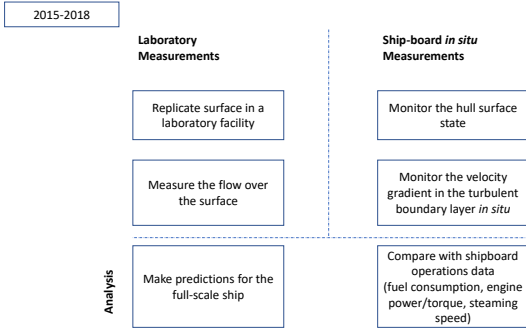 2015-2018
Laboratory
Measurements
Ship-board in situ
Measurements
Replicate surface in a
laboratory facility
Monitor the hull surface
state
Measure the flow over
the surface
Monitor the velocity
gradient in the turbulent
boundary layer in situ
Analysis
Make predictions for the
full-scale ship
Compare with shipboard
operations data
(fuel consumption, engine
power/torque, steaming
speed)